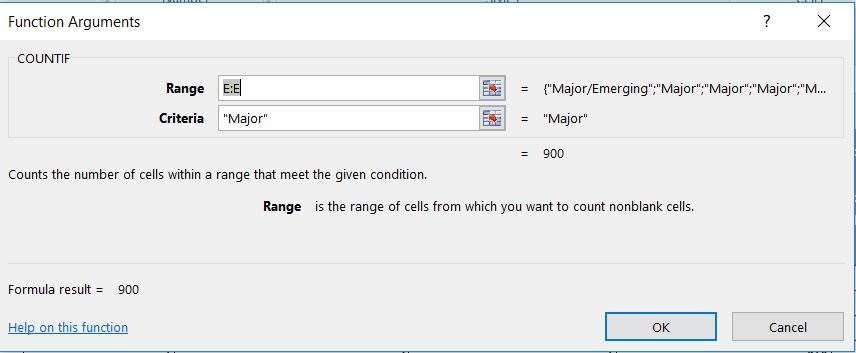 Function Arguments ? X
COUNTIF
Range E:E = {"Major/Emerging";"Major";"Major";"Major";"M...
Criteria "Major" = "Major"
= 900
Counts the number of cells within a range that meet the given condition.
Range is the range of cells from which you want to count nonblank cells.
Formula result = 900
Help on this function OK Cancel